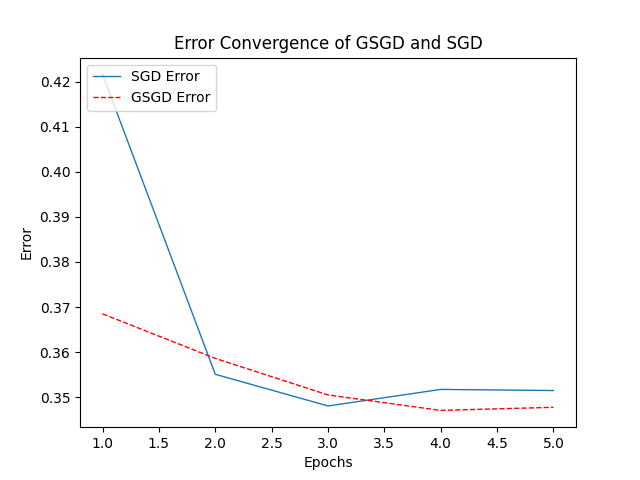 Error Convergence of GSGD and SGD
SGD Error
GSGD Error
0.42
0.41
0.40
0.39
0.38
0.37
0.36
0.35
Error
1.0 1.5 2.0 2.5 3.0 3.5 4.0 4.5 5.0
Epochs